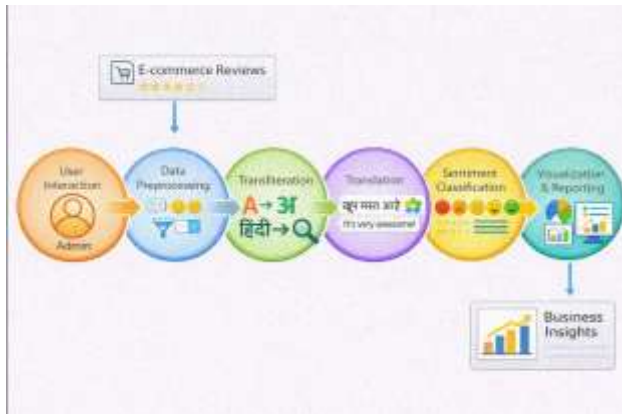 E-commerce Reviews
User
Interaction
Admin
Data
Preprocessing
Transliteration
A → अ
हिंदी →
Translation
खूप मस्त आहे
It's very awesome!
Sentiment
Classification
Visualization
& Reporting
Business
Insights